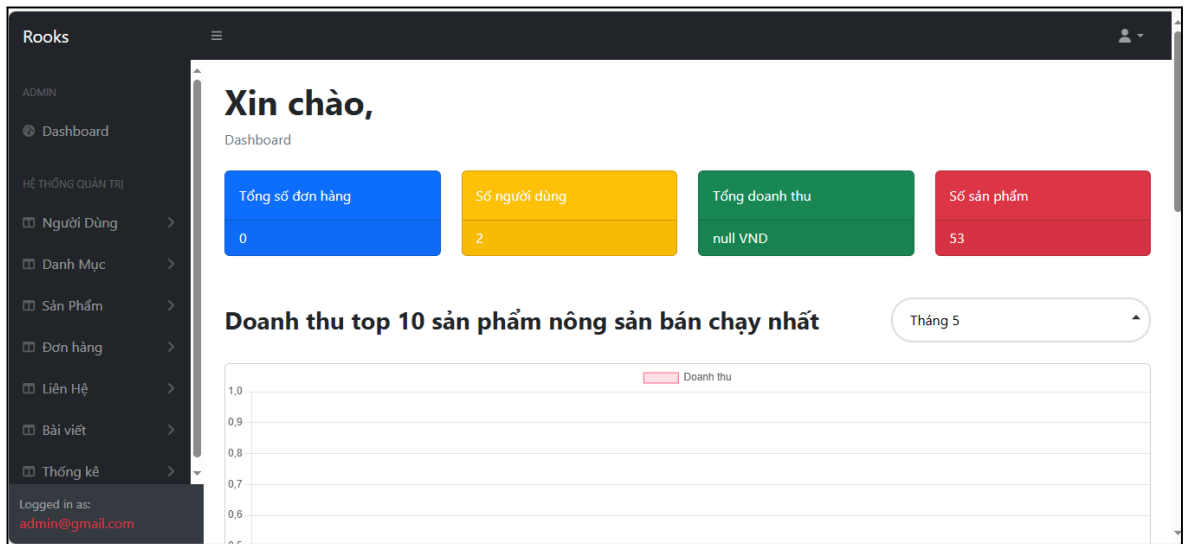 Rooks
ADMIN
Dashboard
HỆ THỐNG QUẢN TRỊ
Người Dùng
Danh Mục
Sản Phẩm
Đơn hàng
Liên Hệ
Bài viết
Thống kê
Logged in as:
admin@gmail.com
Xin chào,
Dashboard
Tổng số đơn hàng
0
Số người dùng
2
Tổng doanh thu
null VND
Số sản phẩm
53
Doanh thu top 10 sản phẩm nông sản bán chạy nhất
Tháng 5
Doanh thu
1,0
0,9
0,8
0,7
0,6